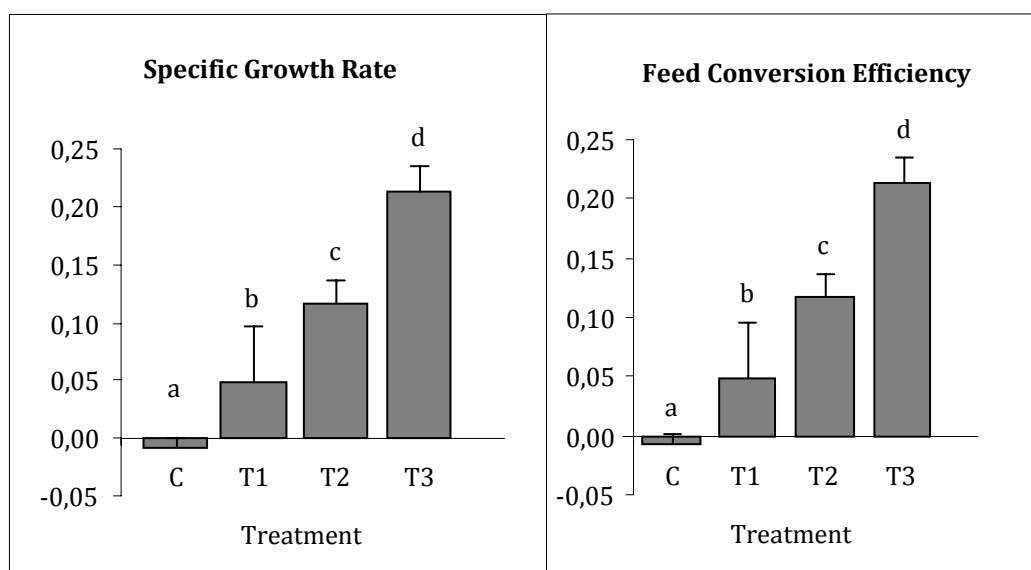 Specific Growth Rate
0,25
0,20
0,15
0,10
0,05
0,00
-0,05
a
b
c
d
C T1 T2 T3
Treatment
Feed Conversion Efficiency
0,25
0,20
0,15
0,10
0,05
0,00
-0,05
a
b
c
d
C T1 T2 T3
Treatment